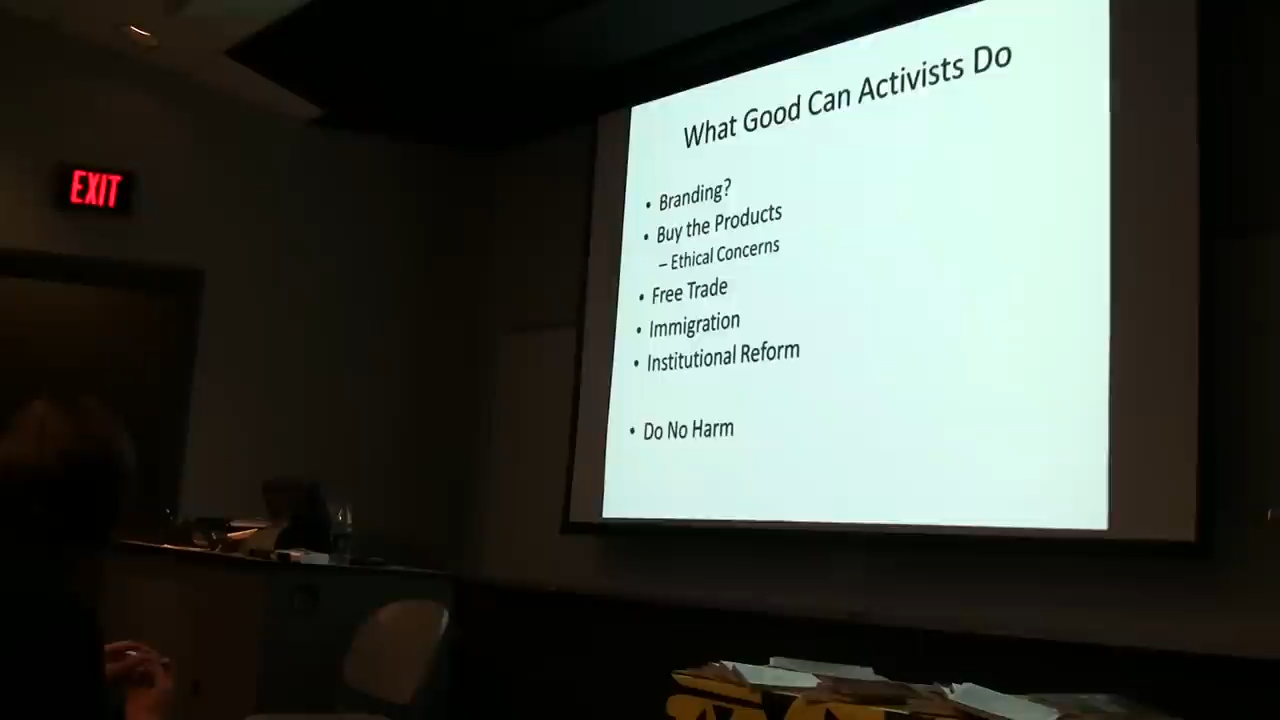 EXIT
What Good Can Activists Do
• Branding?
• Buy the Products
– Ethical Concerns
• Free Trade
• Immigration
• Institutional Reform
• Do No Harm